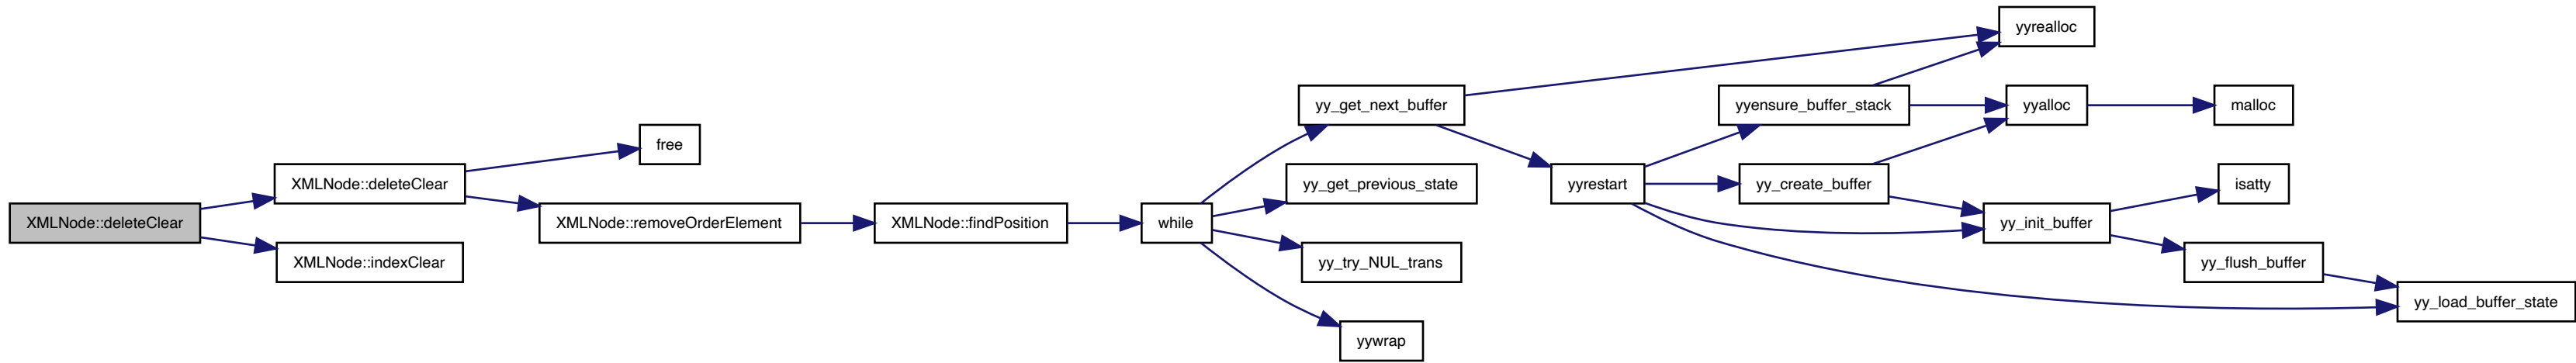 XMLNode::deleteClear
XMLNode::deleteClear
XMLNode::indexClear
free
XMLNode::removeOrderElement
XMLNode::findPosition
while
yy_get_next_buffer
yy_get_previous_state
yy_try_NUL_trans
yywrap
yyrestart
yyensure_buffer_stack
yy_create_buffer
yyrealloc
yyalloc
yy_init_buffer
malloc
isatty
yy_flush_buffer
yy_load_buffer_state